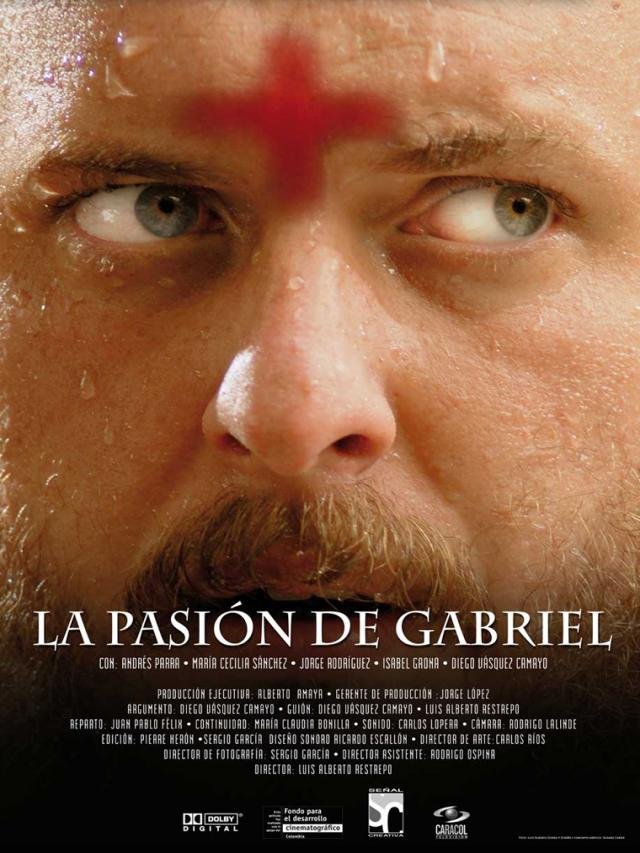 LA PASIÓN DE GABRIEL
CON: ANDRÉS PARRA • MARÍA CECILIA SÁNCHEZ • JORGE RODRÍGUEZ • ISABEL GAONA • DIEGO VÁSQUEZ CAMAYO
PRODUCCIÓN EJECUTIVA: ALBERTO AMAYA • GERENTE DE PRODUCCIÓN :JORGE LÓPEZ
ARGUMENTO: DIEGO VÁSQUEZ CAMAYO • GUIÓN: DIEGO VÁSQUEZ CAMAYO • LUIS ALBERTO RESTREPO
REPARTO: JUAN PABLO FÉLIX • CONTINUIDAD: MARÍA CLAUDIA BONILLA • SONIDO: CARLOS LOPERA • CÁMARA: RODRIGO LALINDE
EDICIÓN: PIERRE HERÓN •SERGIO GARCÍA DISEÑO SONORO RICARDO ESCALLÓN • DIRECTOR DE ARTE:CARLOS RÍOS
DIRECTOR DE FOTOGRAFÍA: SERGIO GARCÍA • DIRECTOR ASISTENTE: RODRIGO OSPINA
DIRECTOR: LUIS ALBERTO RESTREPO
DOLBY
DIGITAL
Fondo para
el desarrollo
cinematográfico
Colombia
SEÑAL
SC
CREATIVA
CARACOL
TELEVISIÓN